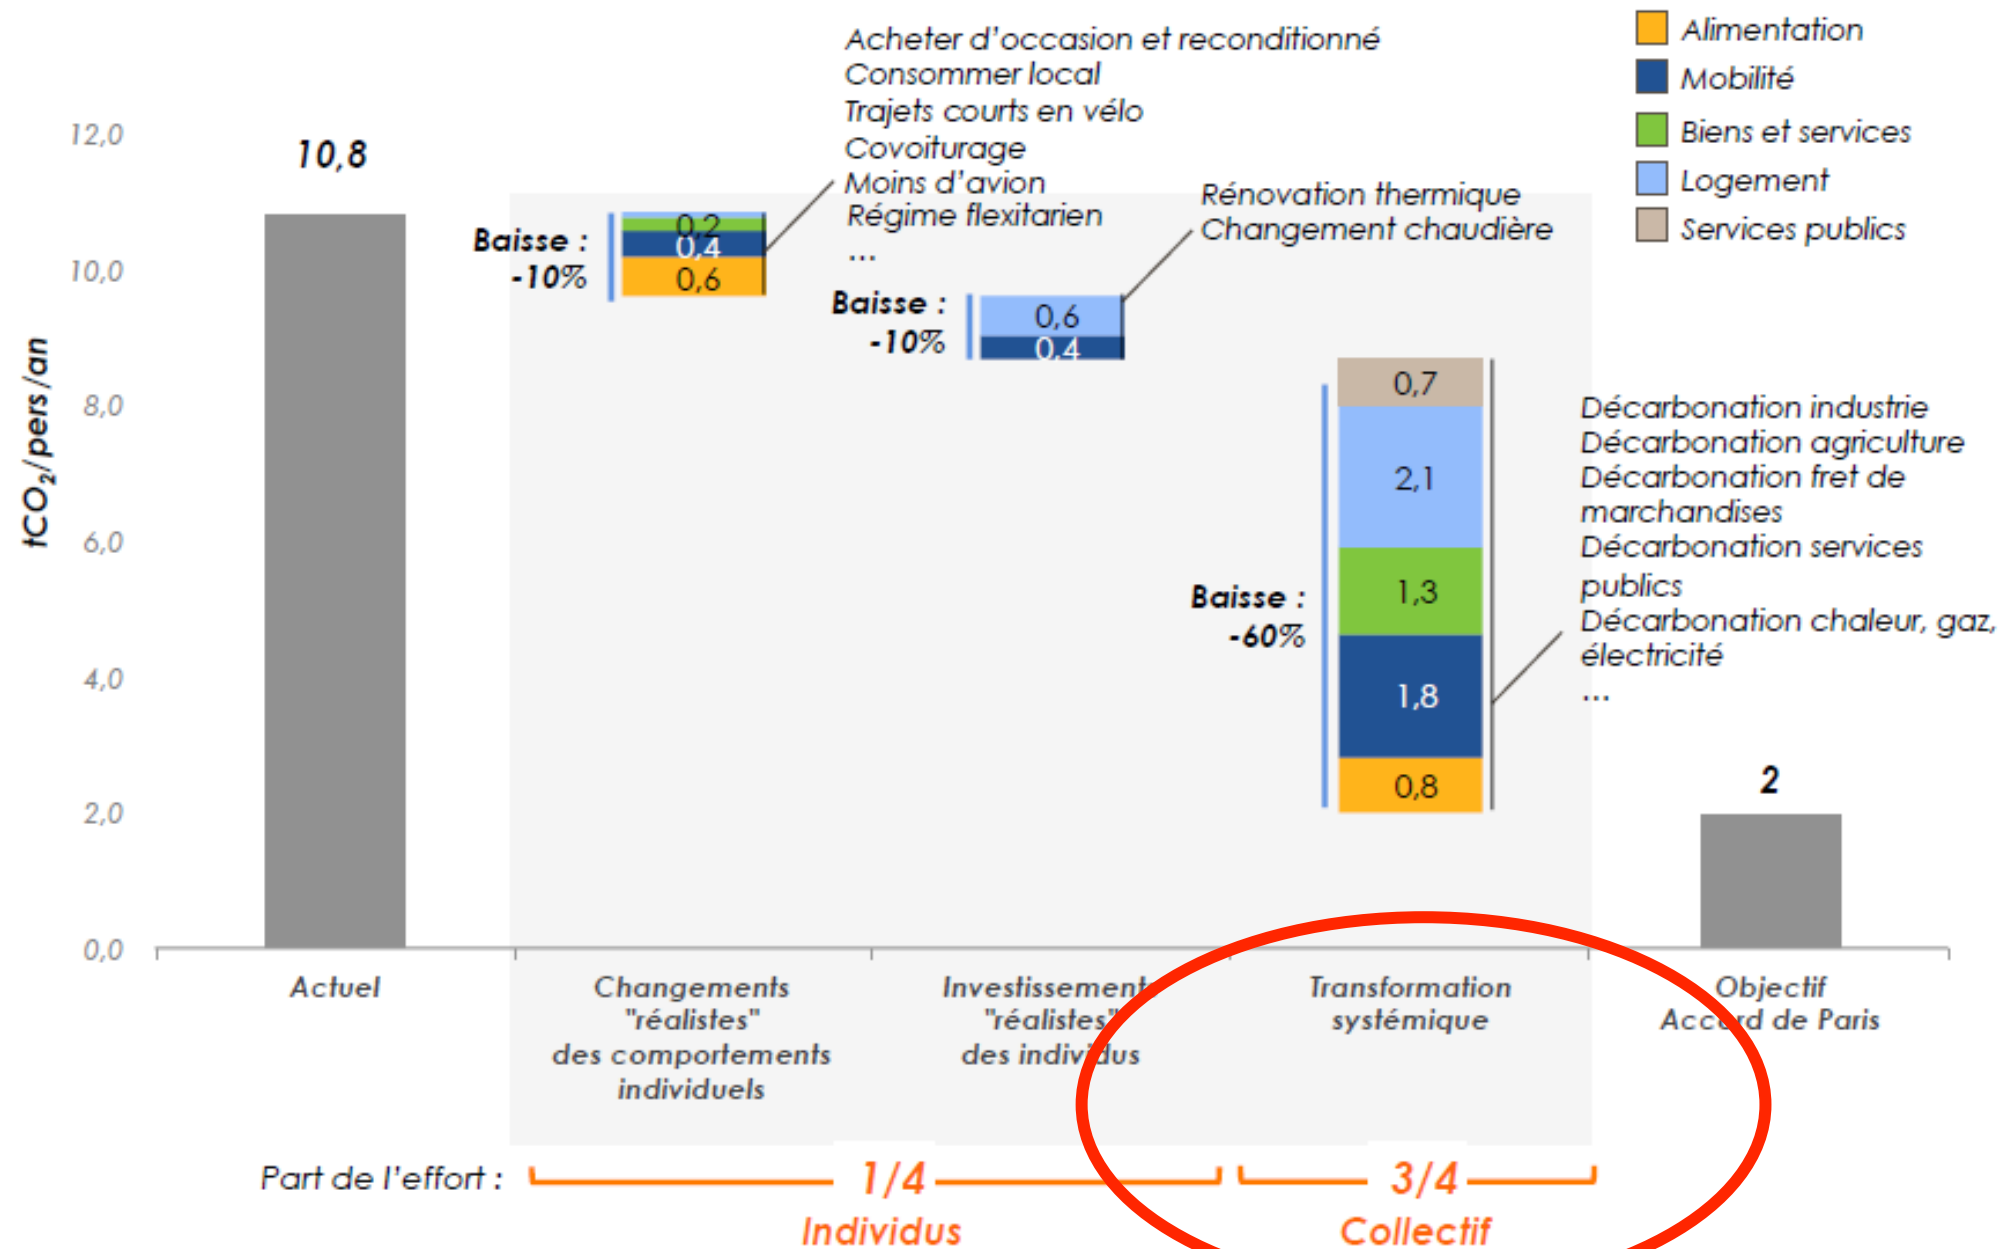 Acheter d'occasion et reconditionné
Consommer local
Trajets courts en vélo
Covoiturage
Moins d'avion
Régime flexitarien
...
Alimentation
Mobilité
Biens et services
Logement
Services publics
Rénovation thermique
Changement chaudière
tCO₂/pers/an
12,0
10,0
8,0
6,0
4,0
2,0
0,0
10,8
Baisse :
-10%
0,2
0,4
0,6
Baisse :
-10%
0,6
0,4
Baisse :
-60%
0,7
2,1
1,3
1,8
0,8
Décarbonation industrie
Décarbonation agriculture
Décarbonation fret de
marchandises
Décarbonation services
publics
Décarbonation chaleur, gaz,
électricité
...
2
Actuel
Changements
"réalistes"
des comportements
individuels
Investissements
"réalistes"
des individus
Transformation
systémique
Objectif
Accord de Paris
Part de l'effort :
1/4
Individus
3/4
Collectif